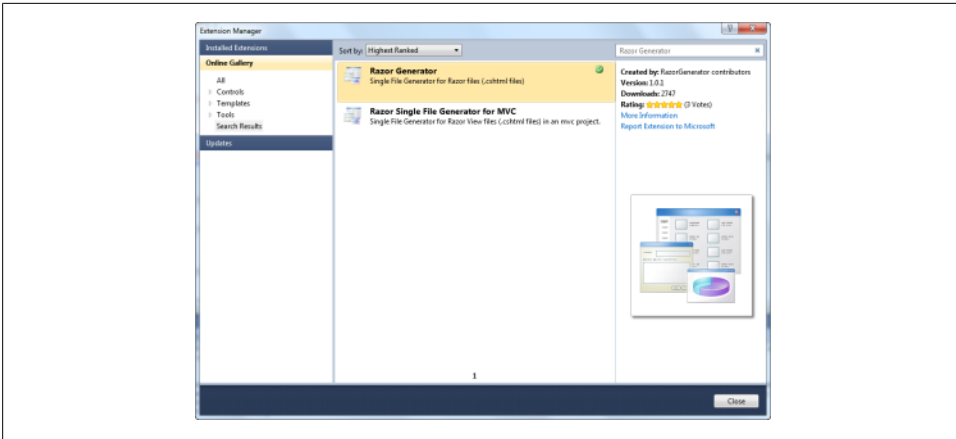 Extension Manager
Installed Extensions
Online Gallery
All
Controls
Templates
Tools
Search Results
Updates
Sort by: Highest Ranked
Razor Generator
Single File Generator for Razor files (.cshtml files)
Razor Single File Generator for MVC
Single File Generator for Razor View files (.cshtml files) in an mvc project.
1
Razor Generator
Created by: RazorGenerator contributors
Version: 1.0.1
Downloads: 2747
Rating: (3 Votes)
More Information
Report Extension to Microsoft
Close